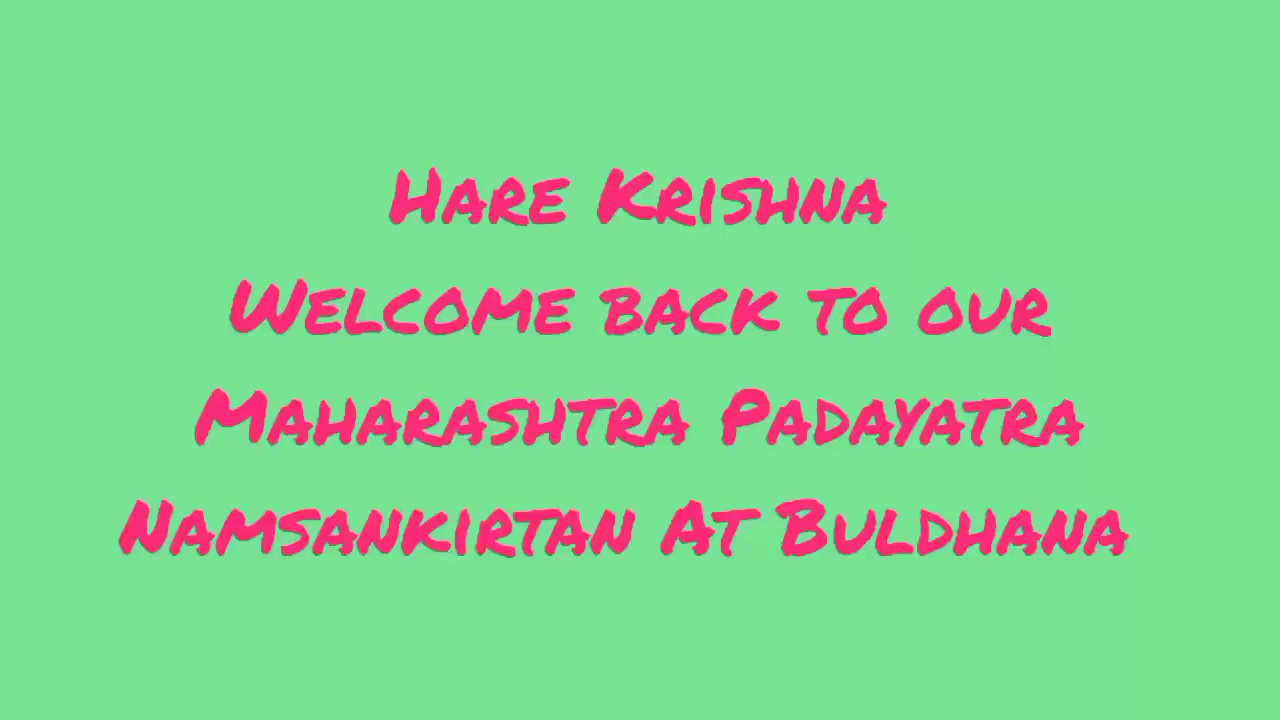 Hare Krishna
Welcome back to our
Maharashtra Padayatra
Namsankirtan At Buldhana